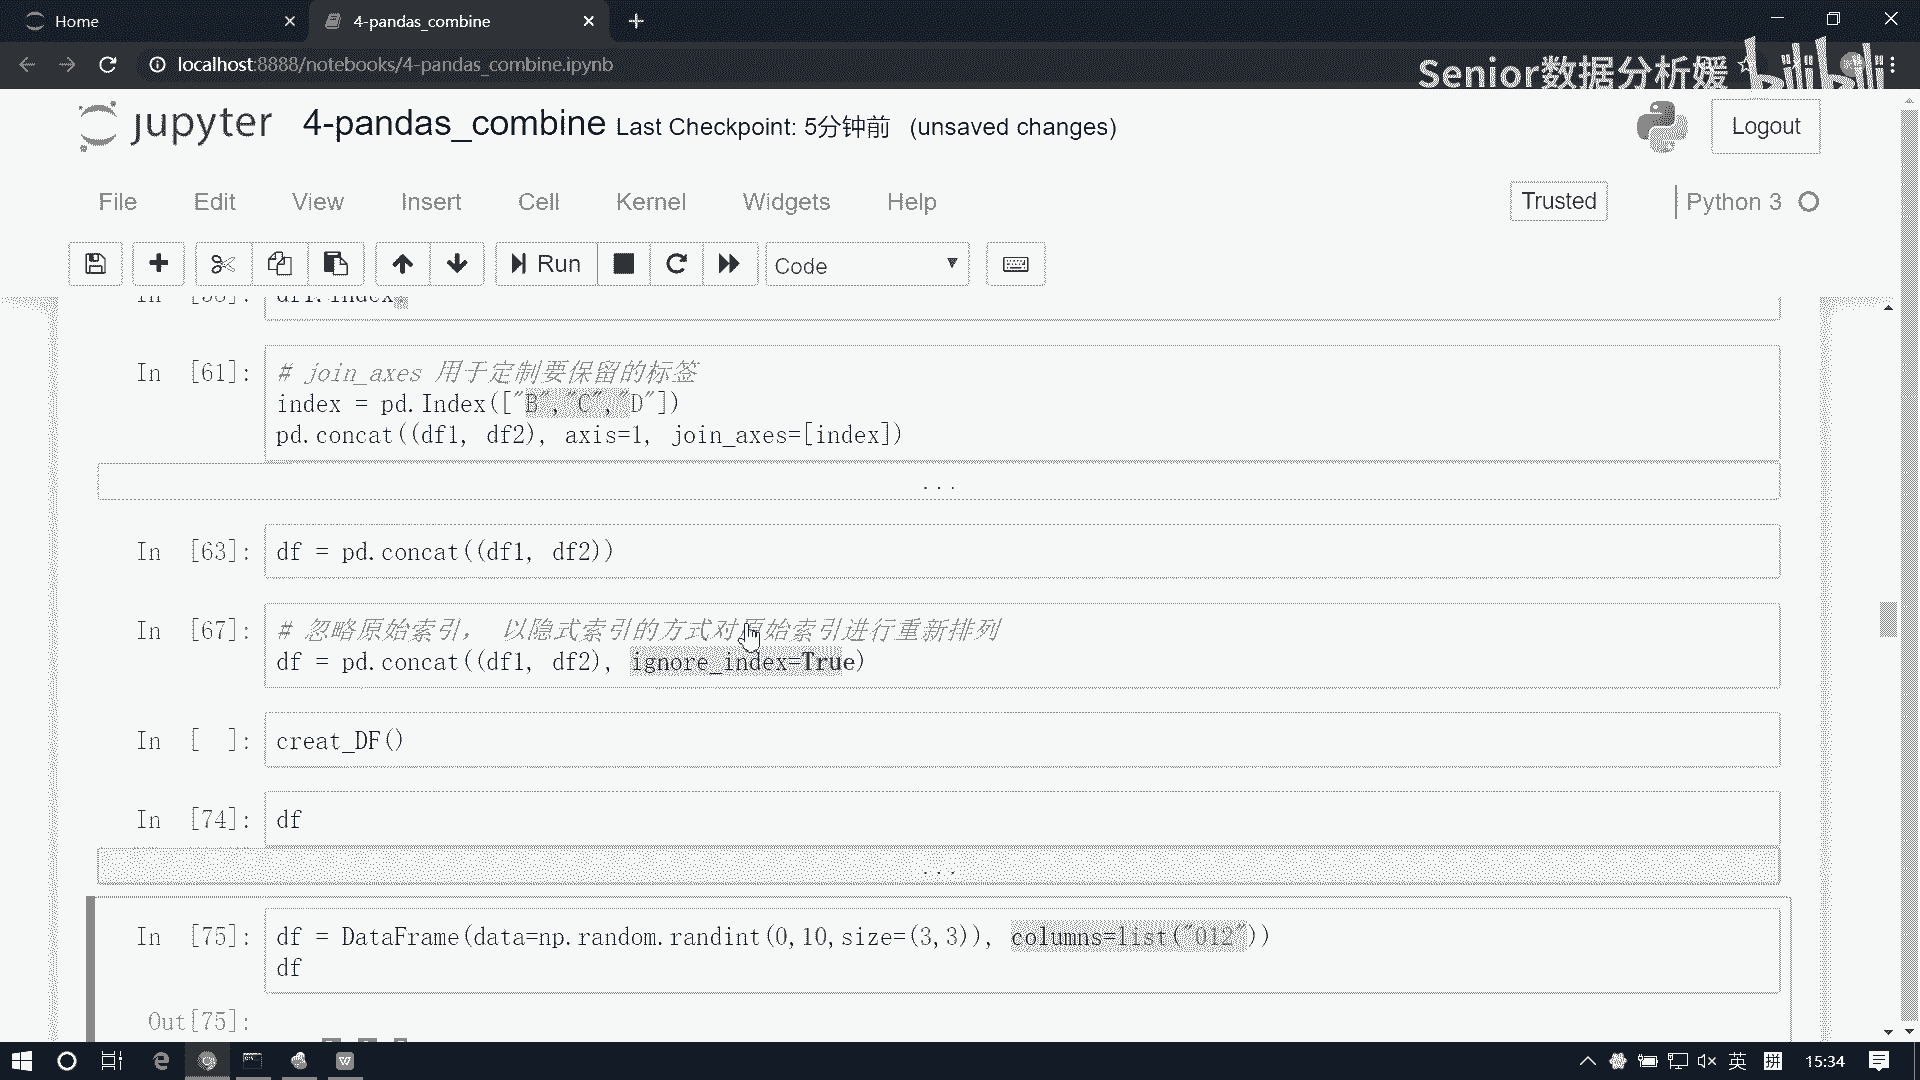 Home
4-pandas_combine
localhost:8888/notebooks/4-pandas_combine.ipynb
Senior数据分析媛
bilibili
jupyter 4-pandas_combine Last Checkpoint: 5分钟前 (unsaved changes)
Logout
File Edit View Insert Cell Kernel Widgets Help
Trusted
Python 3
Run
Code
df1.index
In [61]: # join_axes 用于定制要保留的标签
index = pd.Index(["B","C","D"])
pd.concat((df1, df2), axis=1, join_axes=[index])
...
In [63]: df = pd.concat((df1, df2))
In [67]: # 忽略原始索引， 以隐式索引的方式对原始索引进行重新排列
df = pd.concat((df1, df2), ignore_index=True)
In [ ]: creat_DF()
In [74]: df
...
In [75]: df = DataFrame(data=np.random.randint(0,10,size=(3,3)), columns=list("012"))
df
Out[75]:
英 拼 15:34